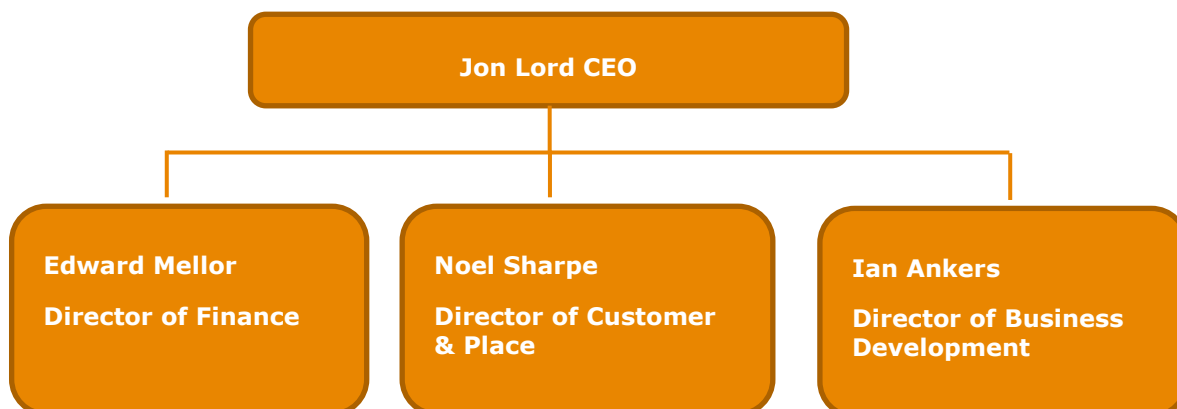 Jon Lord CEO
Edward Mellor
Director of Finance
Noel Sharpe
Director of Customer
& Place
Ian Ankers
Director of Business
Development